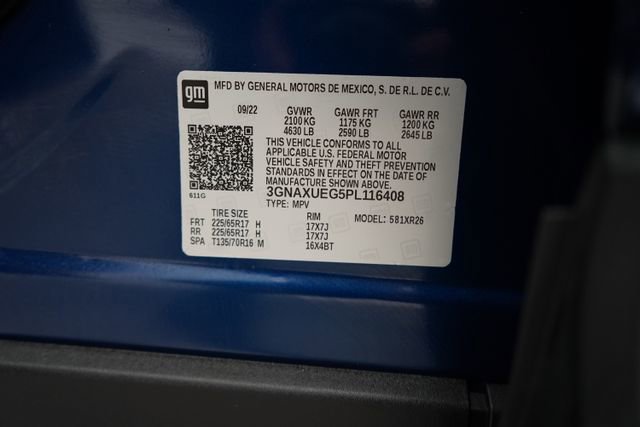 gm
MFD BY GENERAL MOTORS DE MEXICO, S. DE R.L. DE C.V.
09/22 GVWR GAWR FRT GAWR RR
2100 KG 1175 KG 1200 KG
4630 LB 2590 LB 2645 LB
THIS VEHICLE CONFORMS TO ALL
APPLICABLE U.S. FEDERAL MOTOR
VEHICLE SAFETY AND THEFT PREVENTION
STANDARDS IN EFFECT ON THE DATE OF
MANUFACTURE SHOWN ABOVE.
611G 3GNAXUEG5PL116408
TYPE: MPV
TIRE SIZE RIM MODEL: 581XR26
FRT 225/65R17 H 17X7J
RR 225/65R17 H 17X7J
SPA T135/70R16 M 16X4BT